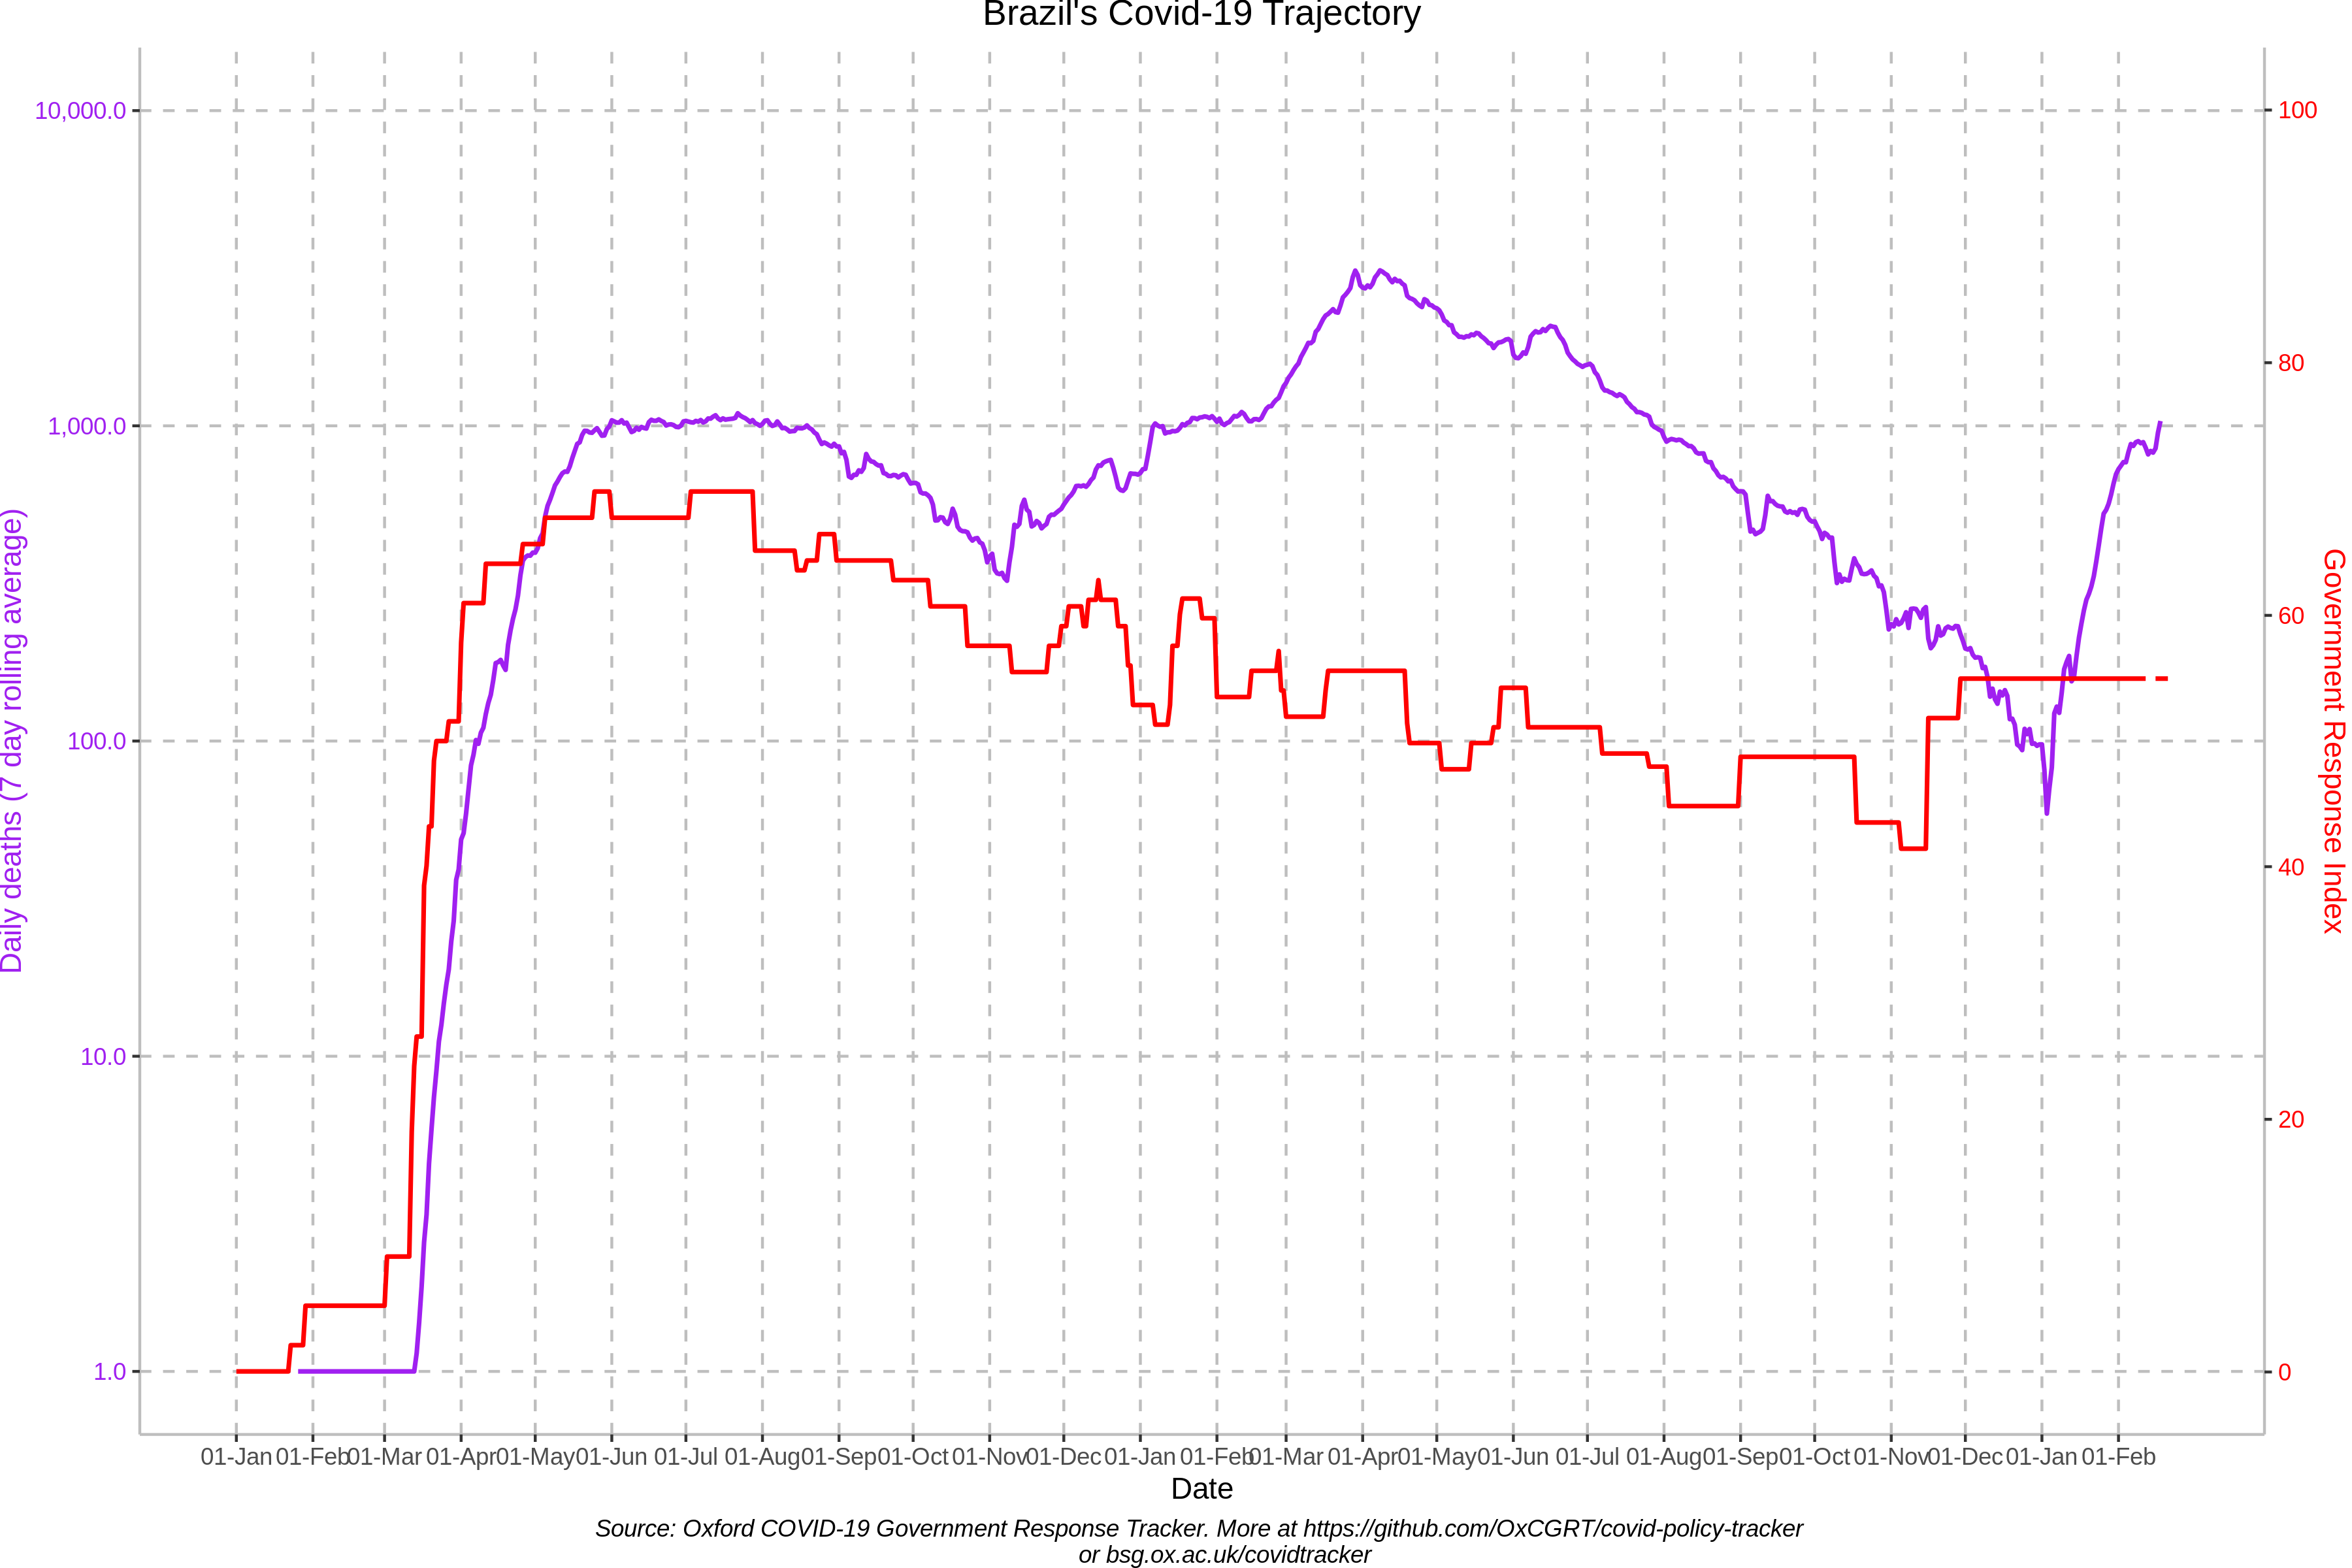 Brazil's Covid-19 Trajectory
10,000.0
1,000.0
100.0
10.0
1.0
Daily deaths (7 day rolling average)
100
80
60
40
20
0
Government Response Index
01-Jan 01-Feb 01-Mar 01-Apr 01-May 01-Jun 01-Jul 01-Aug 01-Sep 01-Oct 01-Nov 01-Dec 01-Jan 01-Feb 01-Mar 01-Apr 01-May 01-Jun 01-Jul 01-Aug 01-Sep 01-Oct 01-Nov 01-Dec 01-Jan 01-Feb
Date
Source: Oxford COVID-19 Government Response Tracker. More at https://github.com/OxCGRT/covid-policy-tracker
or bsg.ox.ac.uk/covidtracker